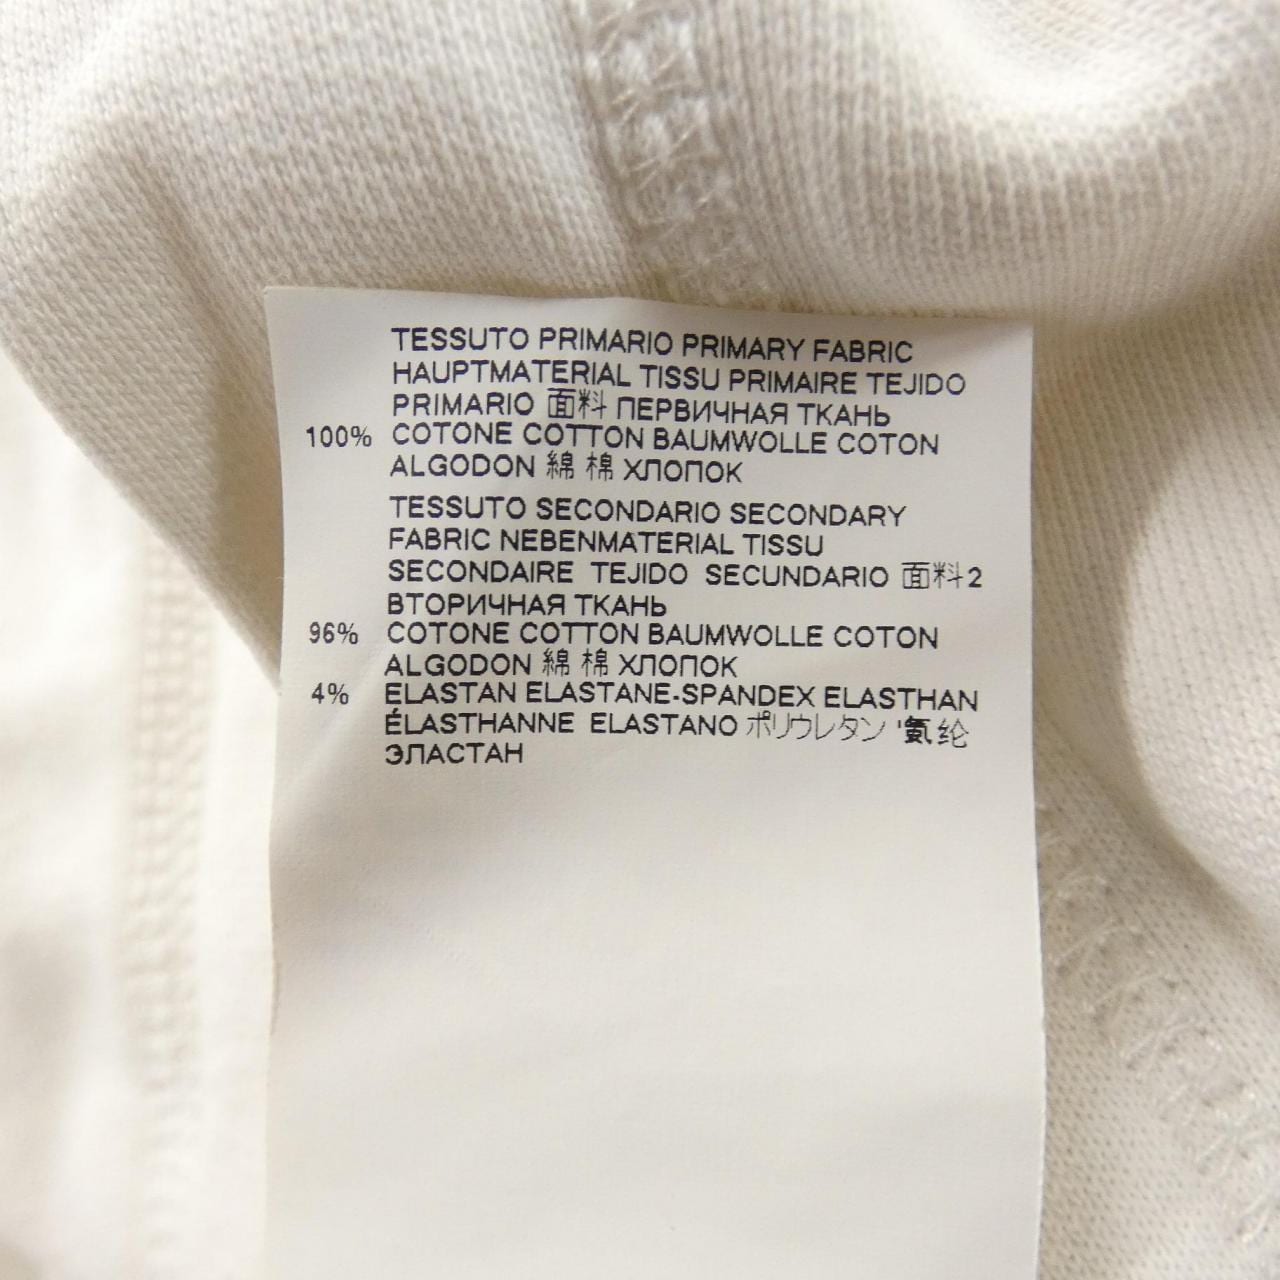 TESSUTO PRIMARIO PRIMARY FABRIC
HAUPTMATERIAL TISSU PRIMAIRE TEJIDO
PRIMARIO 面料 ПЕРВИЧНАЯ ТКАНЬ
100% COTONE COTTON BAUMWOLLE COTON
ALGODON 綿 棉 ХЛОПОК
TESSUTO SECONDARIO SECONDARY
FABRIC NEBENMATERIAL TISSU
SECONDAIRE TEJIDO SECUNDARIO 面料2
ВТОРИЧНАЯ ТКАНЬ
96% COTONE COTTON BAUMWOLLE COTON
ALGODON 綿 棉 ХЛОПОК
4% ELASTAN ELASTANE-SPANDEX ELASTHAN
ÉLASTHANNE ELASTANO ポリウレタン '氨纶
ЭЛАСТАН